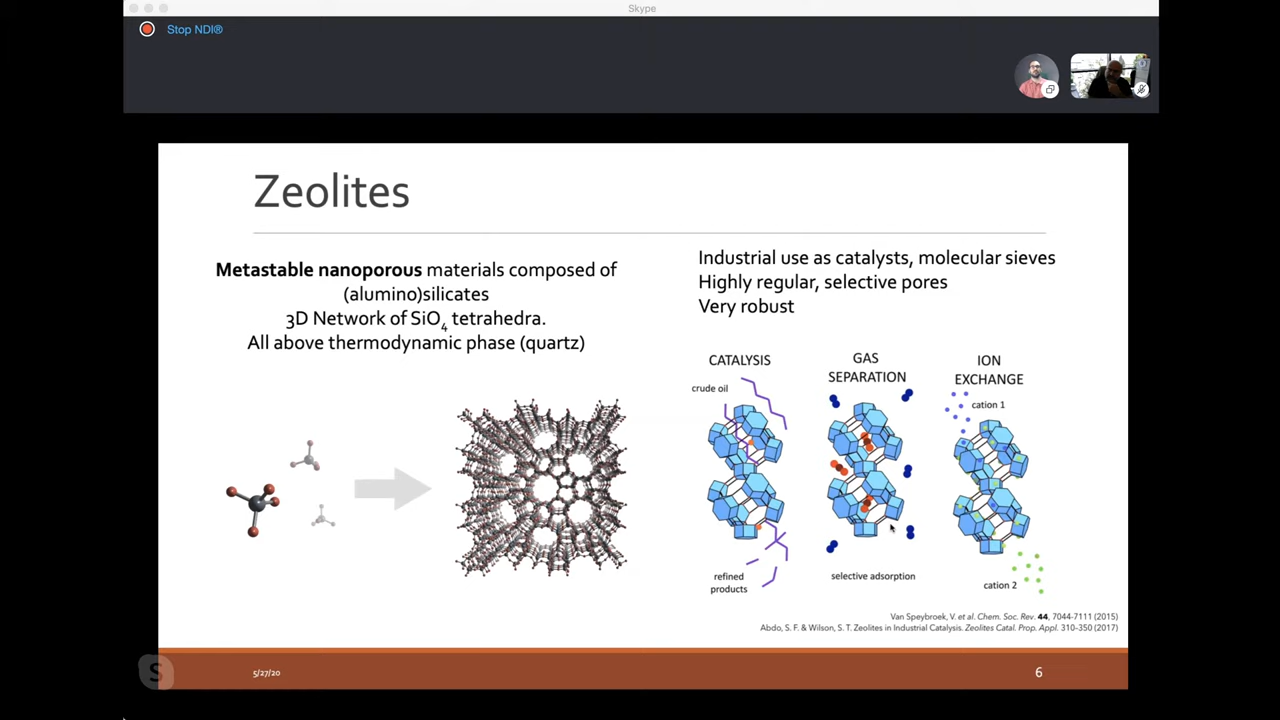 Skype
Stop NDI®
Zeolites
Metastable nanoporous materials composed of
(alumino)silicates
3D Network of SiO4 tetrahedra.
All above thermodynamic phase (quartz)
Industrial use as catalysts, molecular sieves
Highly regular, selective pores
Very robust
CATALYSIS
crude oil
refined
products
GAS
SEPARATION
selective adsorption
ION
EXCHANGE
cation 1
cation 2
Van Speybroek, V. et al. Chem. Soc. Rev. 44, 7044-7111 (2015)
Abdo, S. F. & Wilson, S. T. Zeolites in Industrial Catalysis. Zeolites Catal. Prop. Appl. 310–350 (2017)
S
5/27/20
6